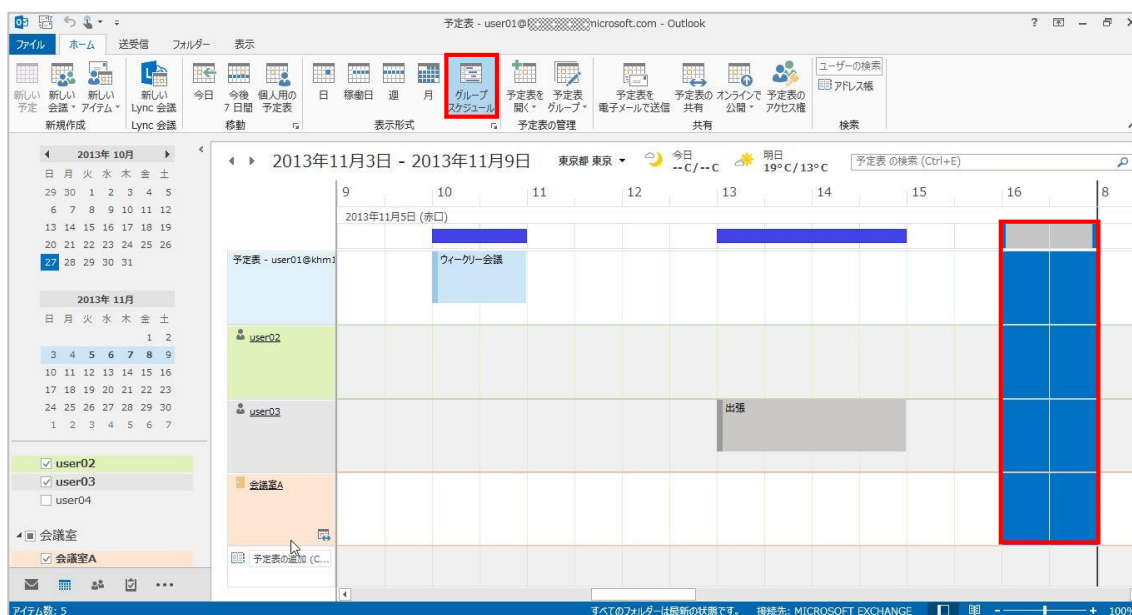 予定表 - user01@ microsoft.com - Outlook
ファイル ホーム 送受信 フォルダー 表示
新しい予定 新しい会議 新しいアイテム 新しい Lync 会議 今日 今後 7 日間 個人用の予定表 日 稼働日 週 月 グループ スケジュール 予定表を開く 予定表グループ 予定表を電子メールで送信 予定表の共有 オンラインで公開 予定表のアクセス権 ユーザーの検索
アドレス帳
新規作成 Lync 会議 移動 表示形式 予定表の管理 共有 検索
2013年 10月
日 月 火 水 木 金 土
29 30 1 2 3 4 5
6 7 8 9 10 11 12
13 14 15 16 17 18 19
20 21 22 23 24 25 26
27 28 29 30 31
2013年 11月
日 月 火 水 木 金 土
1 2
3 4 5 6 7 8 9
10 11 12 13 14 15 16
17 18 19 20 21 22 23
24 25 26 27 28 29 30
1 2 3 4 5 6 7
user02
user03
user04
会議室
会議室A
2013年11月3日 - 2013年11月9日 東京都 東京 今日 --°C/--°C 明日 19°C/13°C 予定表 の検索 (Ctrl+E)
9 10 11 12 13 14 15 16 8
2013年11月5日 (赤口)
予定表 - user01@khm1
ウィークリー会議
user02
user03
出張
会議室A
予定表の追加 (C...
アイテム数: 5 すべてのフォルダーは最新の状態です。 接続先: MICROSOFT EXCHANGE 100%